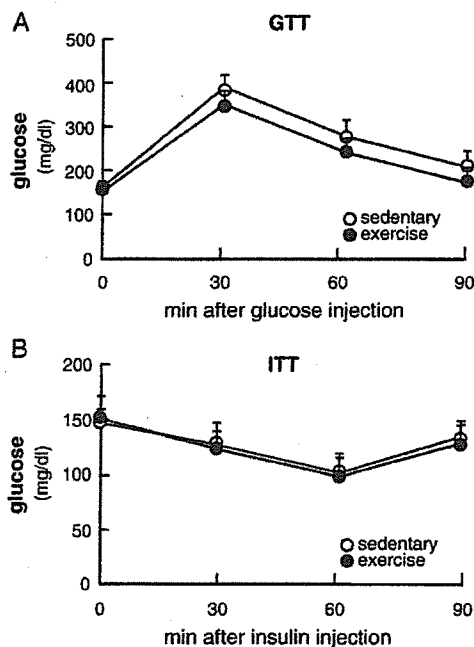 A
GTT
500
400
300
200
100
0
glucose
(mg/dl)
sedentary
exercise
0 30 60 90
min after glucose injection
B
ITT
200
150
100
50
0
glucose
(mg/dl)
sedentary
exercise
0 30 60 90
min after insulin injection